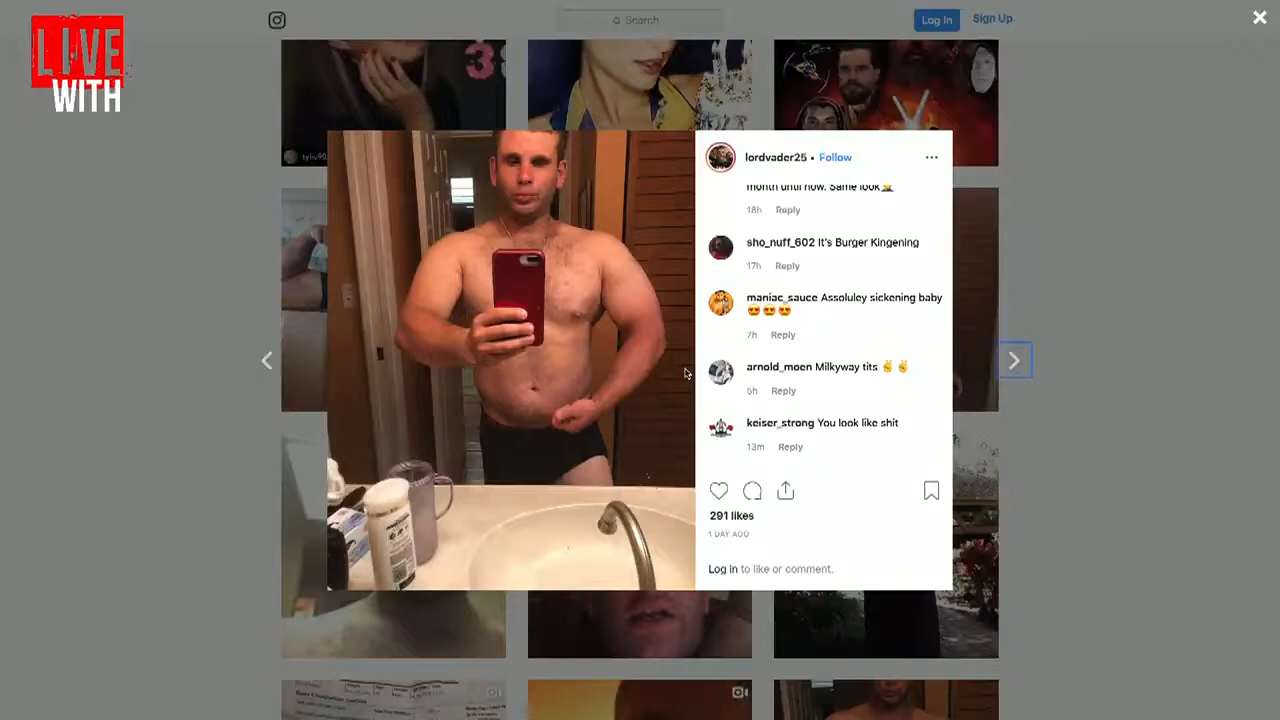 LIVE
WITH
Search
Log In
Sign Up
3
lordvader25 • Follow
month until now. Same look
18h Reply
sho_nuff_602 It's Burger Kingening
17h Reply
maniac_sauce Assoluley sickening baby
😍😍😍
7h Reply
arnold_moen Milkyway tits ✌️✌️
5h Reply
keiser_strong You look like shit
13m Reply
291 likes
1 DAY AGO
Log in to like or comment.